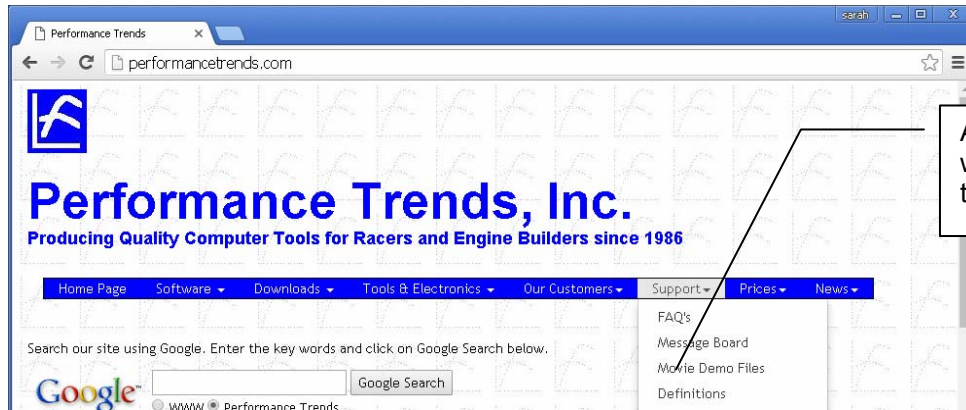 sarah
Performance Trends
performancetrends.com
Performance Trends, Inc.
Producing Quality Computer Tools for Racers and Engine Builders since 1986
Home Page Software Downloads Tools & Electronics Our Customers Support Prices News
FAQ's
Message Board
Movie Demo Files
Definitions
Search our site using Google. Enter the key words and click on Google Search below.
Google Google Search
WWW Performance Trends